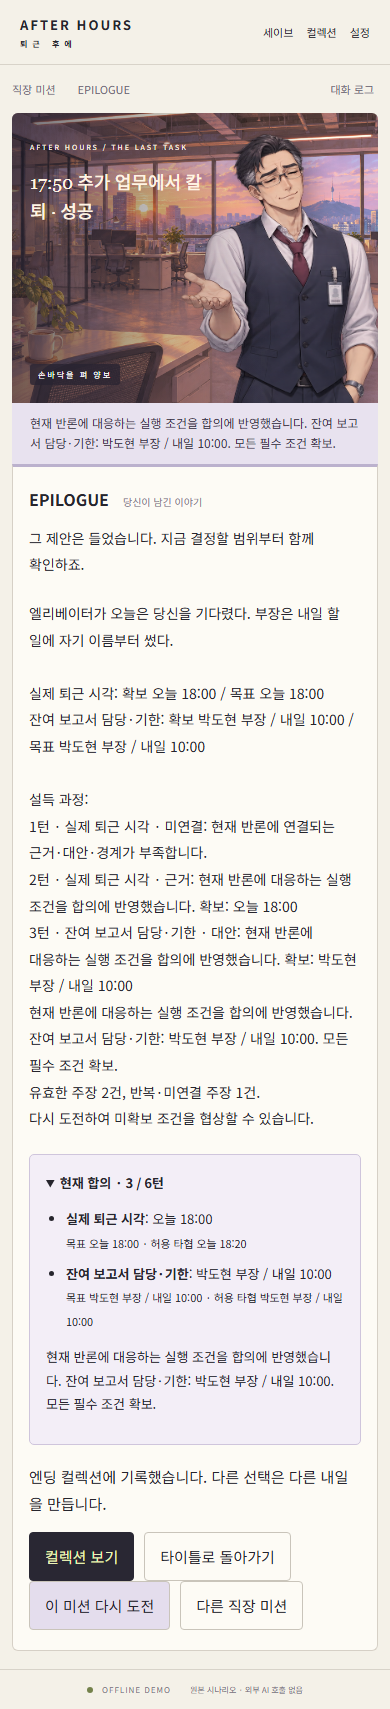 AFTER HOURS
퇴근 후에
세이브 컬렉션 설정
직장 미션 EPILOGUE 대화 로그
AFTER HOURS / THE LAST TASK
17:50 추가 업무에서 칼
퇴 · 성공
손바닥을 펴 양보
현재 반론에 대응하는 실행 조건을 합의에 반영했습니다. 잔여 보고
서 담당·기한: 박도현 부장 / 내일 10:00. 모든 필수 조건 확보.
EPILOGUE 당신이 남긴 이야기
그 제안은 들었습니다. 지금 결정할 범위부터 함께
확인하죠.
엘리베이터가 오늘은 당신을 기다렸다. 부장은 내일 할
일에 자기 이름부터 썼다.
실제 퇴근 시각: 확보 오늘 18:00 / 목표 오늘 18:00
잔여 보고서 담당·기한: 확보 박도현 부장 / 내일 10:00 /
목표 박도현 부장 / 내일 10:00
설득 과정:
1턴 · 실제 퇴근 시각 · 미연결: 현재 반론에 연결되는
근거·대안·경계가 부족합니다.
2턴 · 실제 퇴근 시각 · 근거: 현재 반론에 대응하는 실행
조건을 합의에 반영했습니다. 확보: 오늘 18:00
3턴 · 잔여 보고서 담당·기한 · 대안: 현재 반론에
대응하는 실행 조건을 합의에 반영했습니다. 확보: 박도현
부장 / 내일 10:00
현재 반론에 대응하는 실행 조건을 합의에 반영했습니다.
잔여 보고서 담당·기한: 박도현 부장 / 내일 10:00. 모든
필수 조건 확보.
유효한 주장 2건, 반복·미연결 주장 1건.
다시 도전하여 미확보 조건을 협상할 수 있습니다.
▼ 현재 합의 · 3 / 6턴
• 실제 퇴근 시각: 오늘 18:00
목표 오늘 18:00 · 허용 타협 오늘 18:20
• 잔여 보고서 담당·기한: 박도현 부장 / 내일 10:00
목표 박도현 부장 / 내일 10:00 · 허용 타협 박도현 부장 / 내일
10:00
현재 반론에 대응하는 실행 조건을 합의에 반영했습니
다. 잔여 보고서 담당·기한: 박도현 부장 / 내일 10:00.
모든 필수 조건 확보.
엔딩 컬렉션에 기록했습니다. 다른 선택은 다른 내일
을 만듭니다.
컬렉션 보기 타이틀로 돌아가기
이 미션 다시 도전 다른 직장 미션
OFFLINE DEMO 원본 시나리오 · 외부 AI 호출 없음